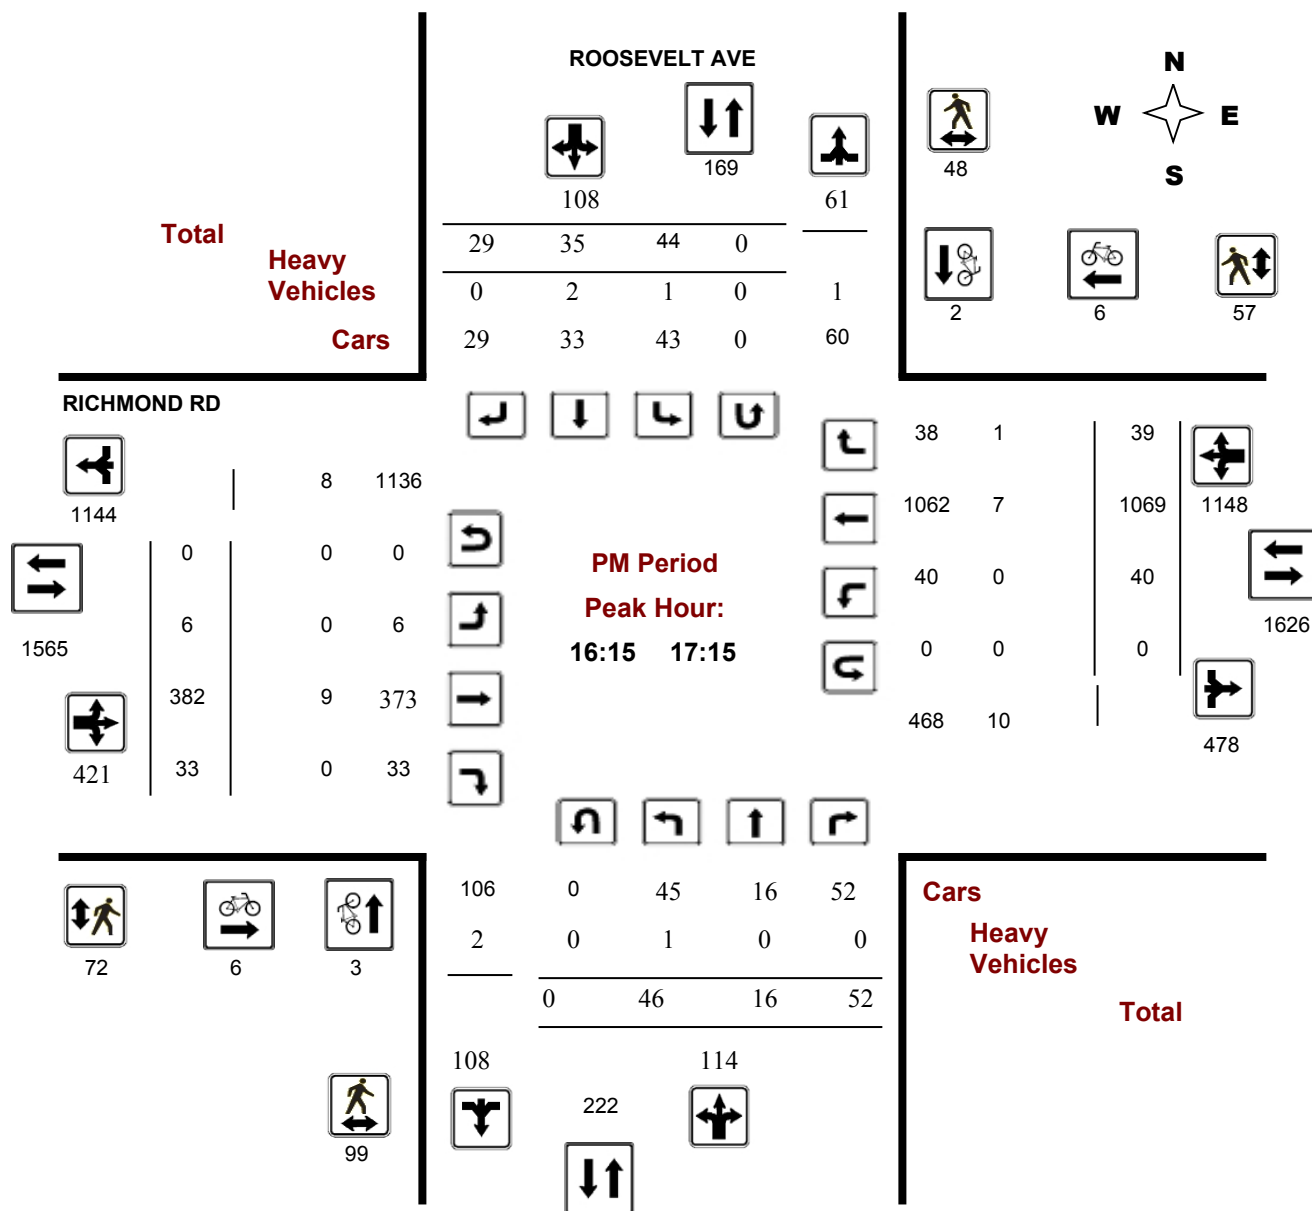 ROOSEVELT AVE
N
W E
S
108 169 61 48
Total 29 35 44 0
Heavy
Vehicles 0 2 1 0 1
2 6 57
Cars 29 33 43 0 60
RICHMOND RD
38 1 39
8 1136
1144
1062 7 1069 1148
0 0 0
PM Period
40 0 40
Peak Hour:
6 0 6
1626
1565
16:15 17:15
0 0 0
382 9 373
468 10
478
421 33 0 33
106 0 45 16 52
Cars
2 0 1 0 0
Heavy
Vehicles
72 6 3
0 46 16 52
Total
108 114
222
99